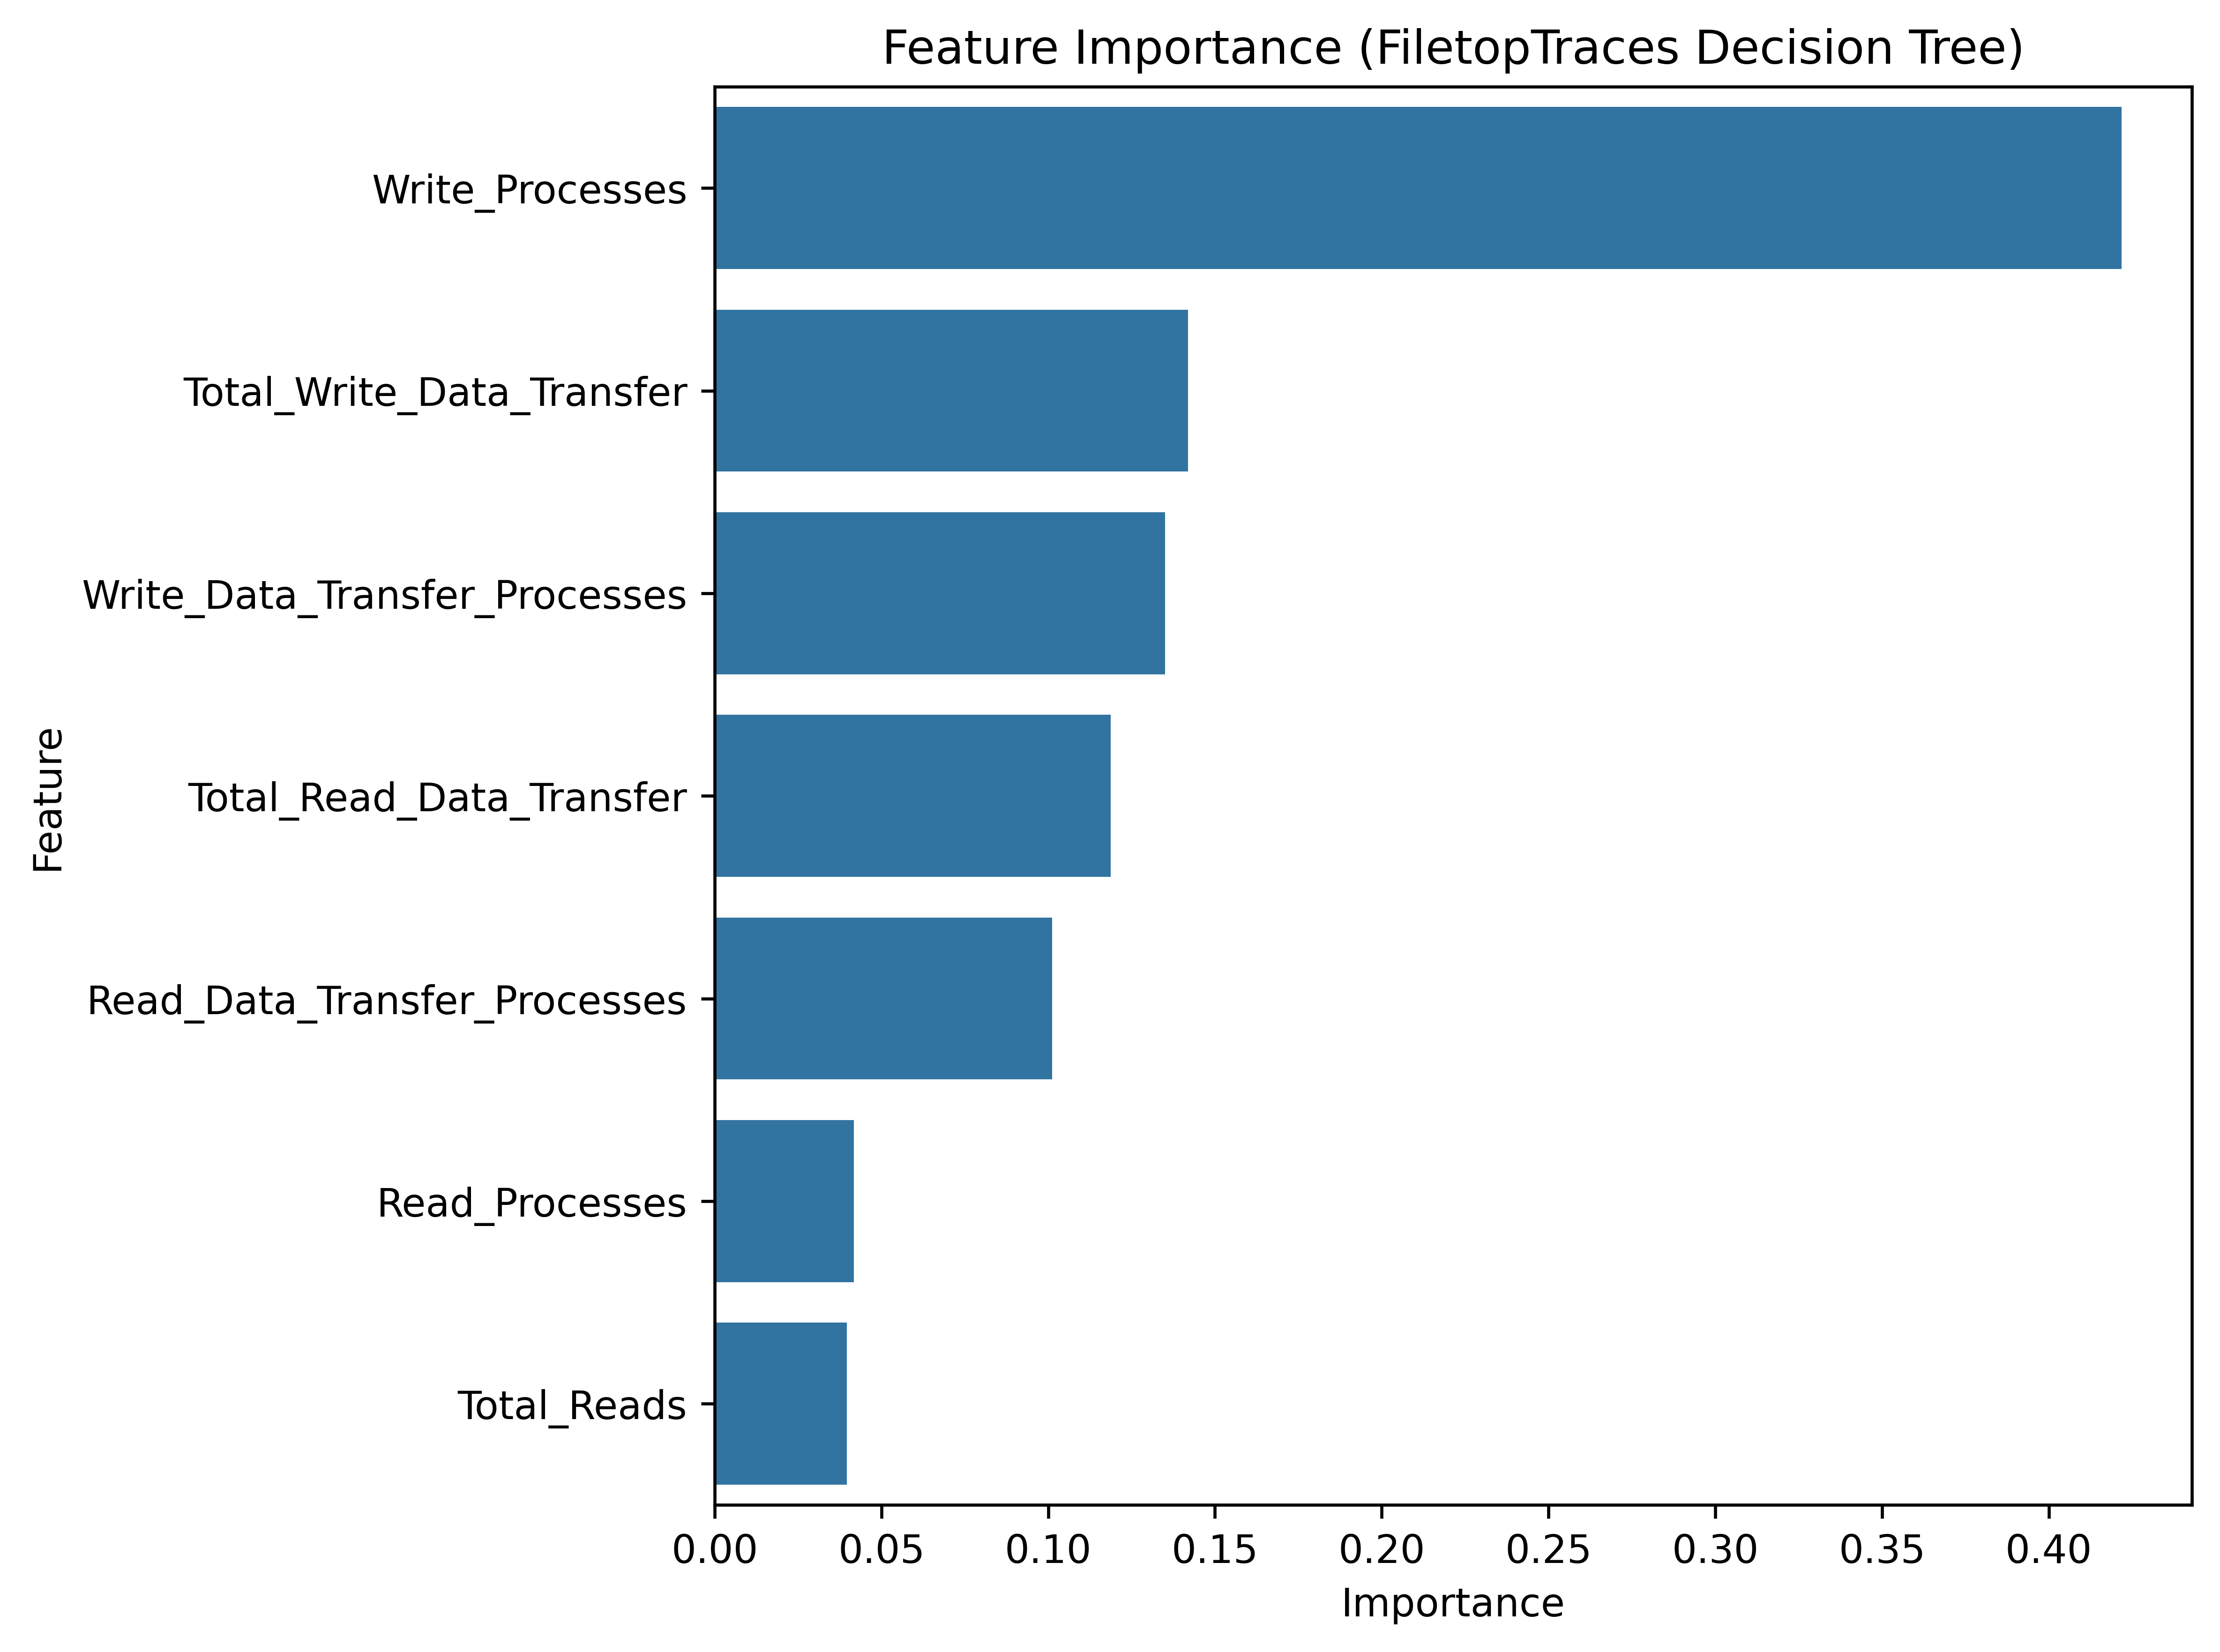 Feature Importance (FiletopTraces Decision Tree)
Write_Processes
Total_Write_Data_Transfer
Write_Data_Transfer_Processes
Total_Read_Data_Transfer
Read_Data_Transfer_Processes
Read_Processes
Total_Reads
Feature
0.00 0.05 0.10 0.15 0.20 0.25 0.30 0.35 0.40
Importance